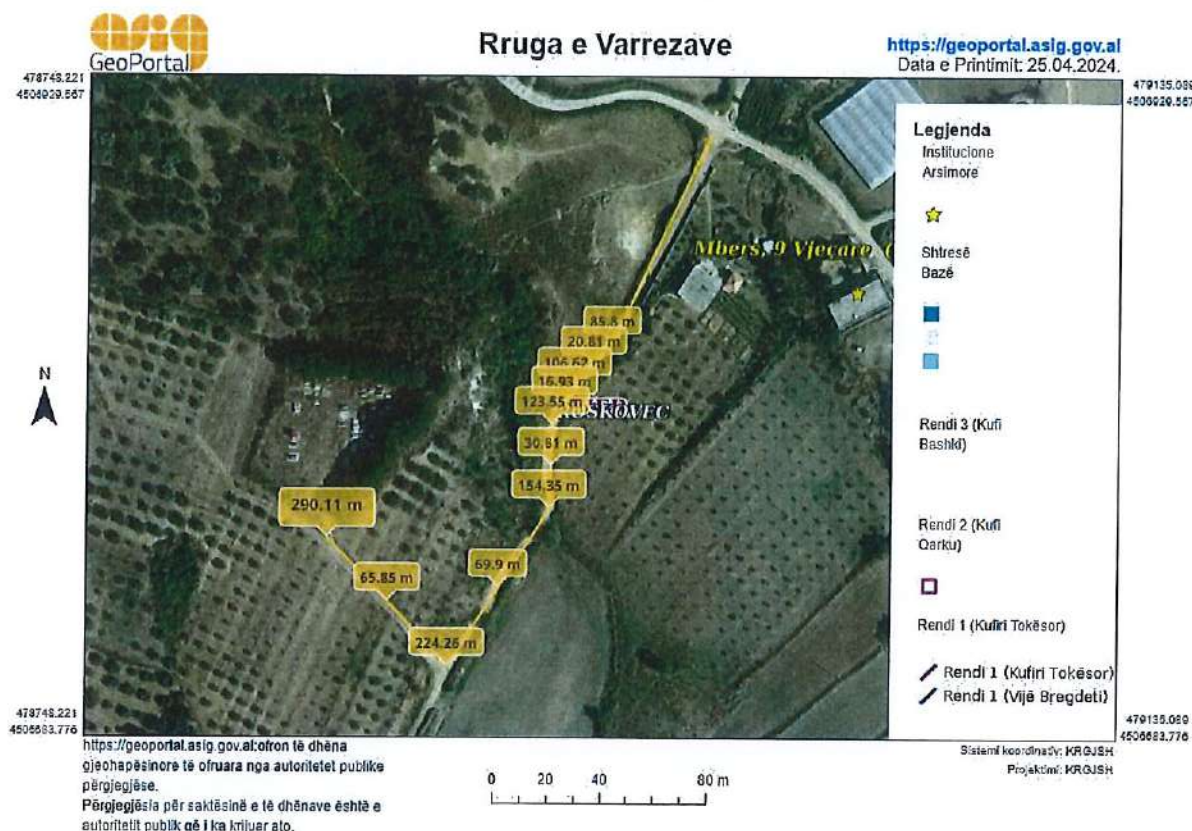 asig
GeoPortal
Rruga e Varrezave
https://geoportal.asig.gov.al
Data e Printimit: 25.04.2024.
478748.221
4506929.567
479135.089
4506929.567
Legjenda
Institucione
Arsimore
Shtresë
Bazë
Rendi 3 (Kufi
Bashki)
Rendi 2 (Kufi
Qarku)
Rendi 1 (Kufiri Tokësor)
Rendi 1 (Kufiri Tokësor)
Rendi 1 (Vijë Bregdeti)
Mbers, 9 Vjeçare (
85.8 m
20.81 m
106.62 m
16.93 m
123.55 m
ROSKOVEC
30.81 m
154.35 m
290.11 m
69.9 m
65.85 m
224.26 m
N
478748.221
4506683.776
479135.089
4506683.776
https://geoportal.asig.gov.al:ofron të dhëna
gjeohapësinore të ofruara nga autoritetet publike
përgjegjëse.
Përgjegjësia për saktësinë e të dhënave është e
autoritetit publik që i ka krijuar ato.
0 20 40 80 m
Sistemi koordinativ: KRGJSH
Projektimi: KRGJSH